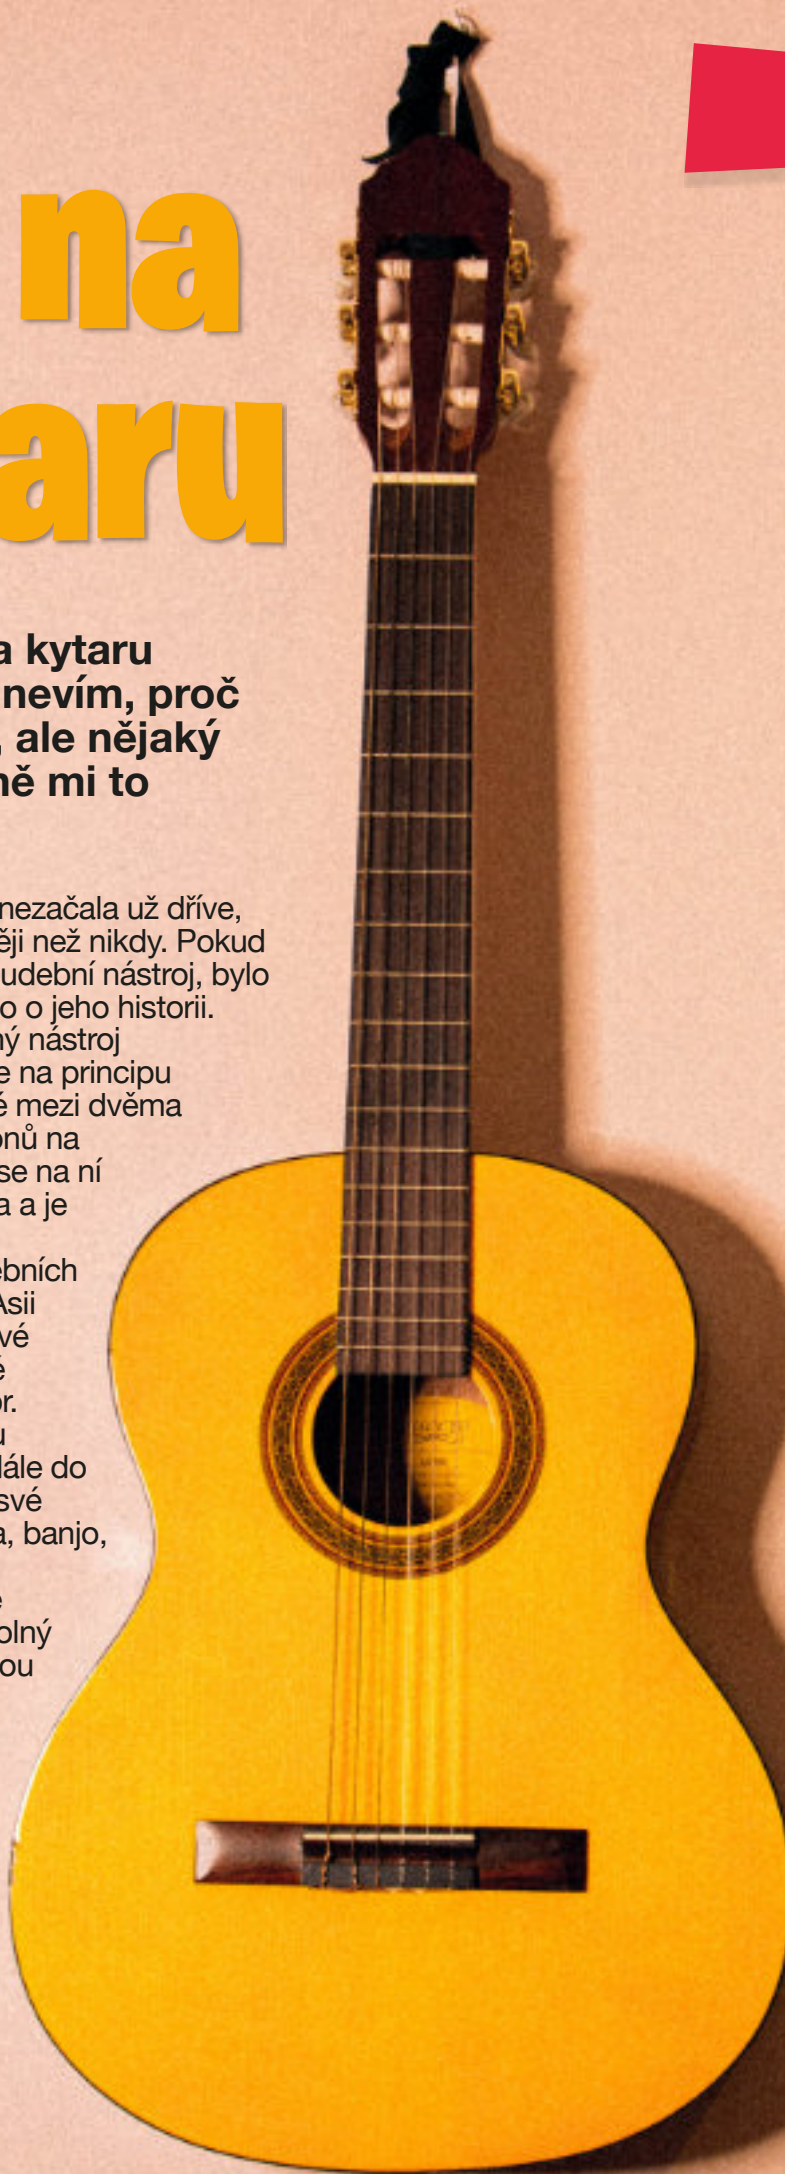 na
aru
a kytaru
nevím, proč
, ale nějaký
ně mi to
nezačala už dříve,
ěji než nikdy. Pokud
udební nástroj, bylo
o o jeho historii.
ný nástroj
e na principu
é mezi dvěma
onů na
se na ní
a a je
ebních
Asii
vé
é
or.
u
dále do
své
a, banjo,
e
olný
ou